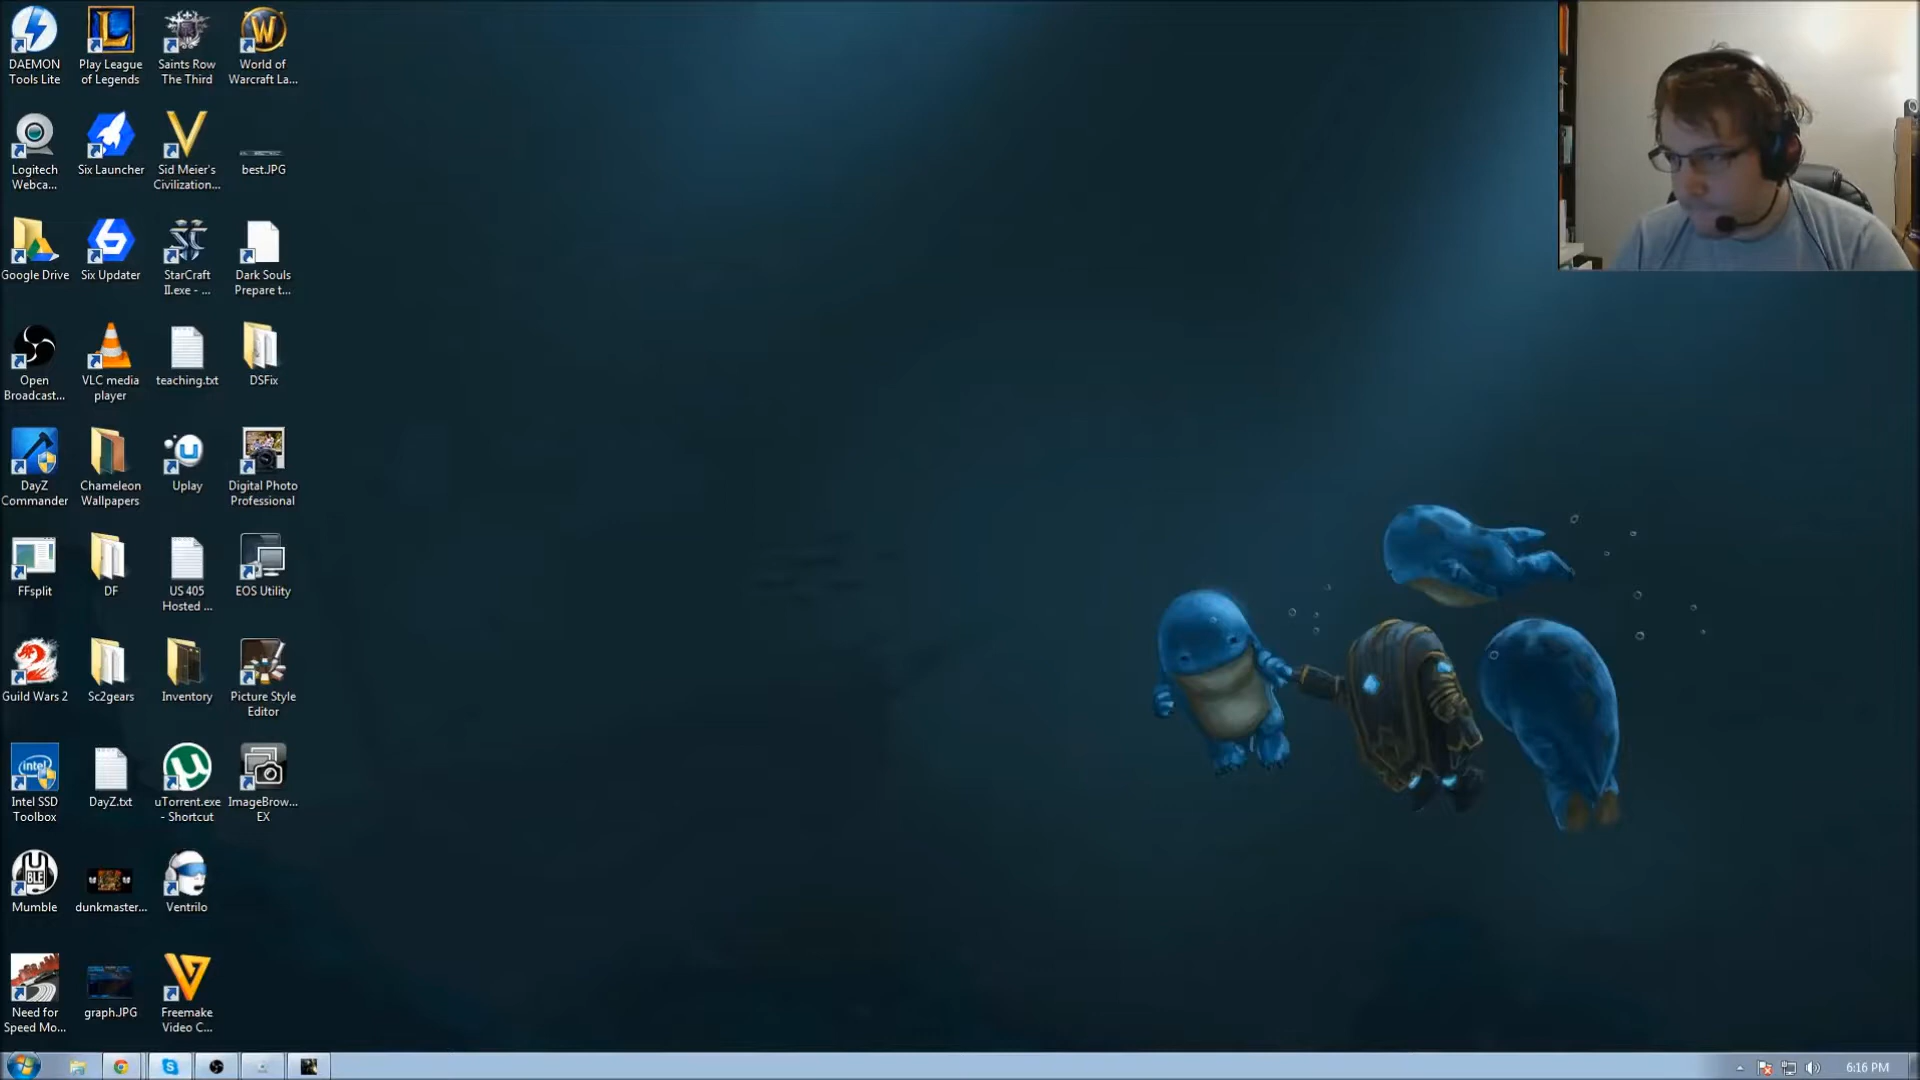 DAEMON
Tools Lite
Play League
of Legends
Saints Row
The Third
World of
Warcraft La...
Logitech
Webca...
Six Launcher
Sid Meier's
Civilization...
best.JPG
Google Drive
Six Updater
StarCraft
II.exe - ...
Dark Souls
Prepare t...
Open
Broadcast...
VLC media
player
teaching.txt
DSFix
DayZ
Commander
Chameleon
Wallpapers
Uplay
Digital Photo
Professional
FFsplit
DF
US 405
Hosted ...
EOS Utility
Guild Wars 2
Sc2gears
Inventory
Picture Style
Editor
intel
Intel SSD
Toolbox
DayZ.txt
uTorrent.exe
- Shortcut
ImageBrow...
EX
Mumble
dunkmaster...
Ventrilo
Need for
Speed Mo...
graph.JPG
Freemake
Video C...
6:16 PM